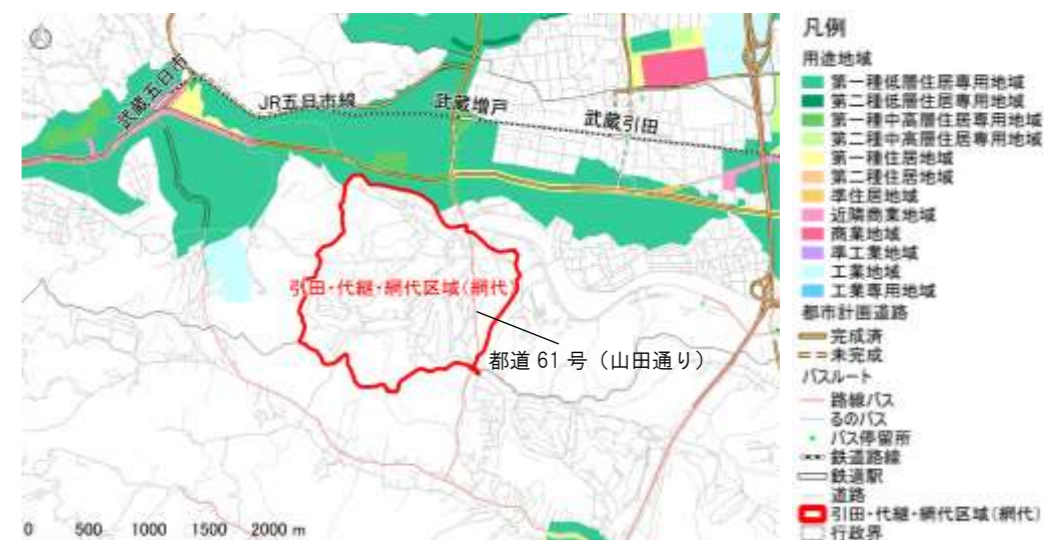 武蔵五日市
JR五日市線
武蔵増戸
武蔵引田
引田・代継・網代区域(網代)
都道 61 号（山田通り）
0 500 1000 1500 2000 m
凡例
用途地域
第一種低層住居専用地域
第二種低層住居専用地域
第一種中高層住居専用地域
第二種中高層住居専用地域
第一種住居地域
第二種住居地域
準住居地域
近隣商業地域
商業地域
準工業地域
工業地域
工業専用地域
都市計画道路
完成済
未完成
バスルート
路線バス
るのバス
バス停留所
鉄道路線
鉄道駅
道路
引田・代継・網代区域(網代)
行政界